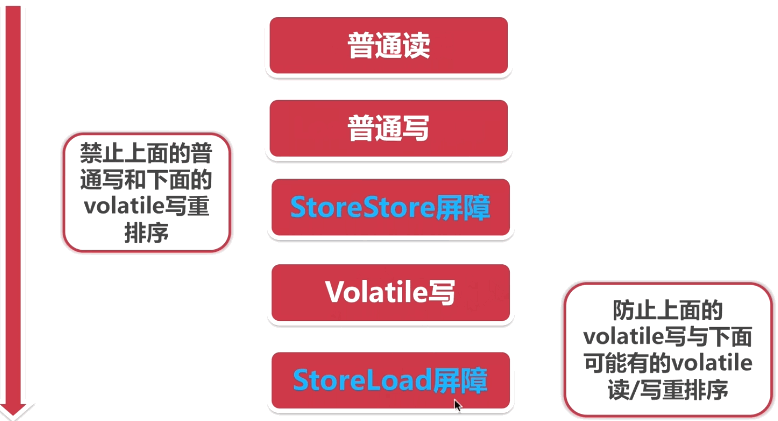 普通读
普通写
禁止上面的普
通写和下面的
volatile写重
排序
StoreStore屏障
Volatile写
防止上面的
volatile写与下面
可能有的volatile
读/写重排序
StoreLoad屏障